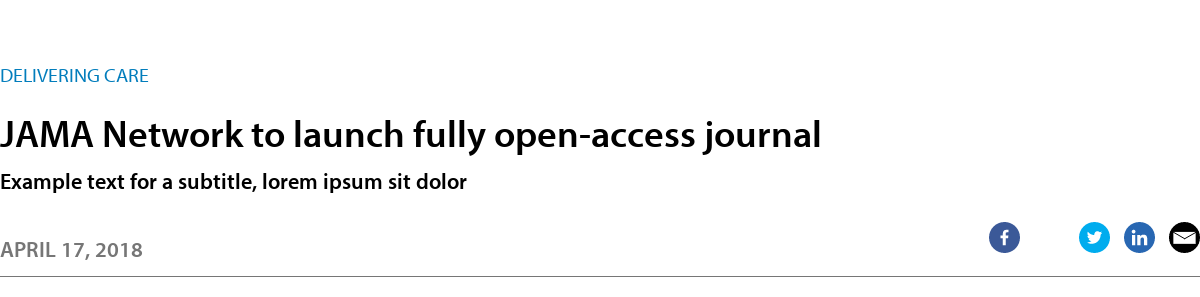 DELIVERING CARE
JAMA Network to launch fully open-access journal
Example text for a subtitle, lorem ipsum sit dolor
APRIL 17, 2018